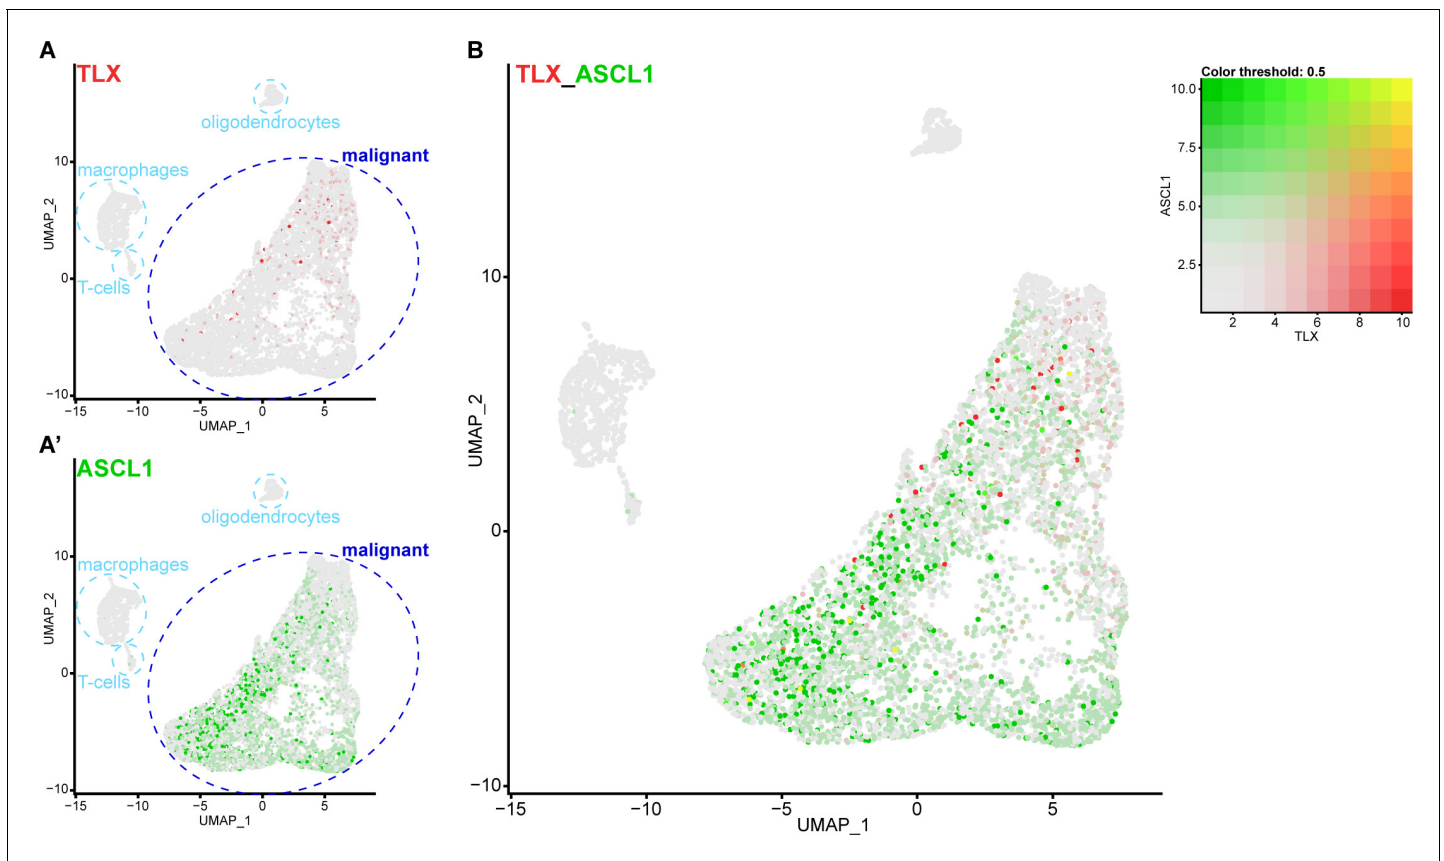 A
TLX
oligodendrocytes
malignant
macrophages
T-cells
10
0
−10
UMAP_2
−15
−10
−5
0
5
UMAP_1
A’
ASCL1
oligodendrocytes
malignant
macrophages
T-cells
10
0
−10
UMAP_2
−15
−10
−5
0
5
UMAP_1
B
TLX_ASCL1
10
0
−10
UMAP_2
−15
−10
−5
0
5
UMAP_1
Color threshold: 0.5
10.0
7.5
5.0
2.5
ASCL1
2
4
6
8
10
TLX